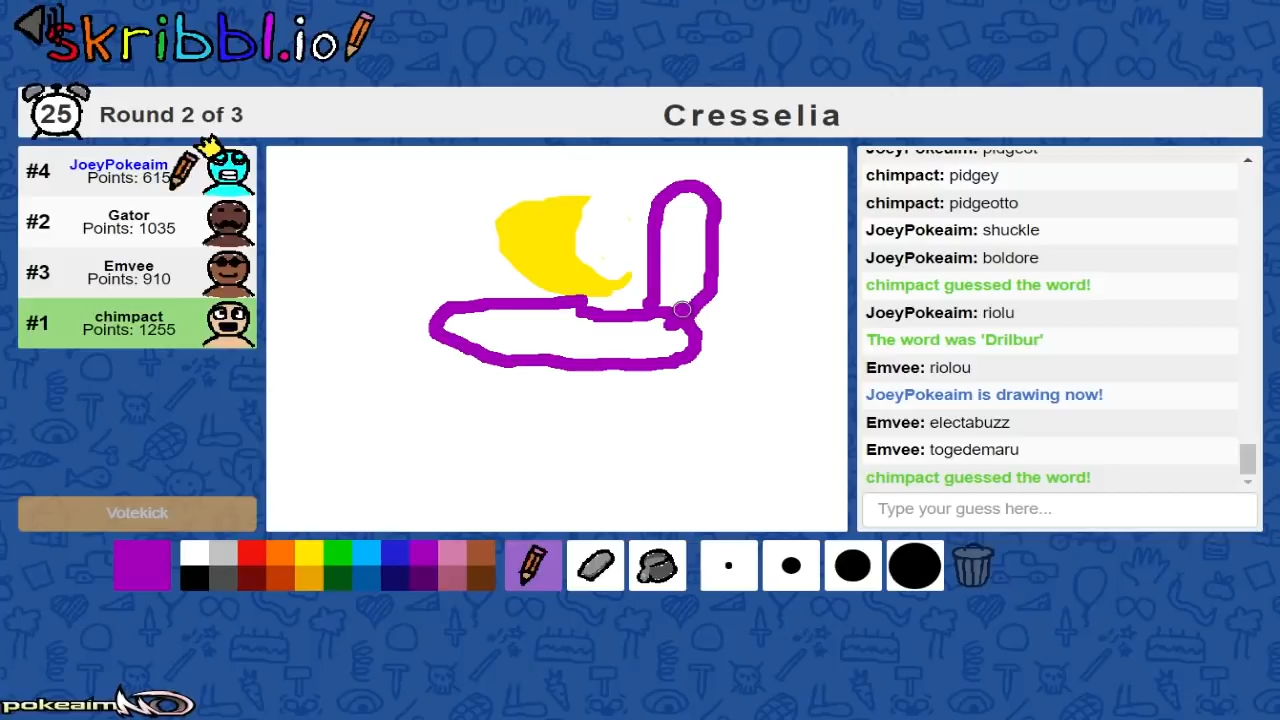 skribbl.io
25
Round 2 of 3
Cresselia
#4
JoeyPokeaim
Points: 615
#2
Gator
Points: 1035
#3
Emvee
Points: 910
#1
chimpact
Points: 1255
Votekick
JoeyPokeaim: pidgeot
chimpact: pidgey
chimpact: pidgeotto
JoeyPokeaim: shuckle
JoeyPokeaim: boldore
chimpact guessed the word!
JoeyPokeaim: riolu
The word was 'Drilbur'
Emvee: riolou
JoeyPokeaim is drawing now!
Emvee: electabuzz
Emvee: togedemaru
chimpact guessed the word!
Type your guess here...
pokeaimNO